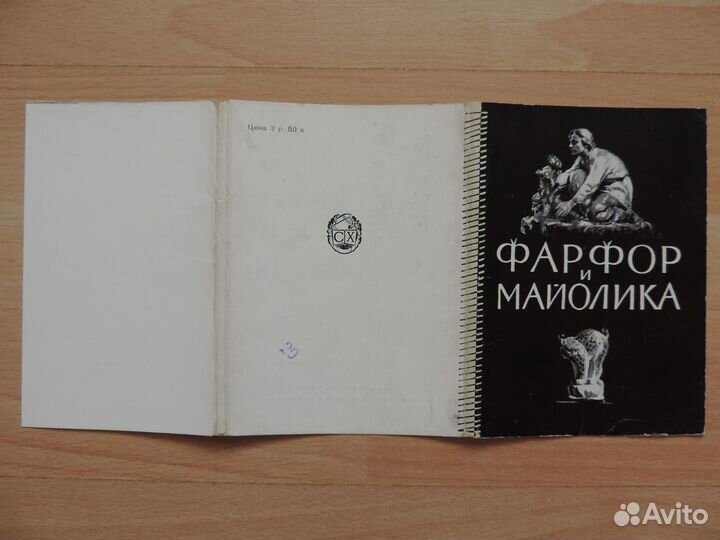 Цена 2 р. 50 к
СХ
ФАРФОР
и
МАЙОЛИКА
Avito